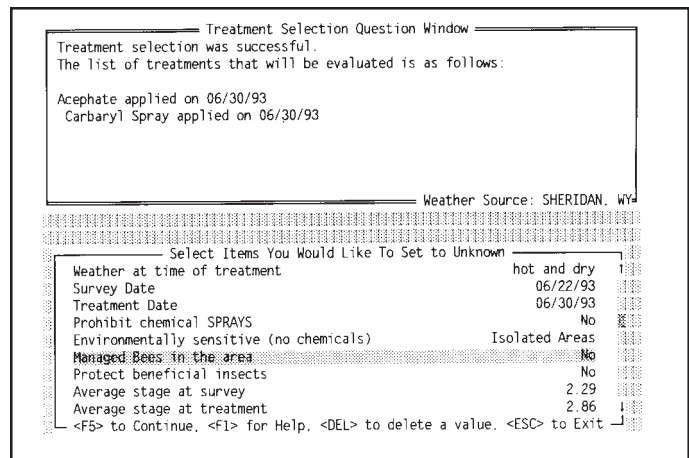 Treatment Selection Question Window
Treatment selection was successful.
The list of treatments that will be evaluated is as follows:
Acephate applied on 06/30/93
Carbaryl Spray applied on 06/30/93
Weather Source: SHERIDAN, WY
Select Items You Would Like To Set to Unknown
Weather at time of treatment hot and dry
Survey Date 06/22/93
Treatment Date 06/30/93
Prohibit chemical SPRAYS No
Environmentally sensitive (no chemicals) Isolated Areas
Managed Bees in the area No
Protect beneficial insects No
Average stage at survey 2.29
Average stage at treatment 2.86
<F5> to Continue, <F1> for Help, <DEL> to delete a value, <ESC> to Exit